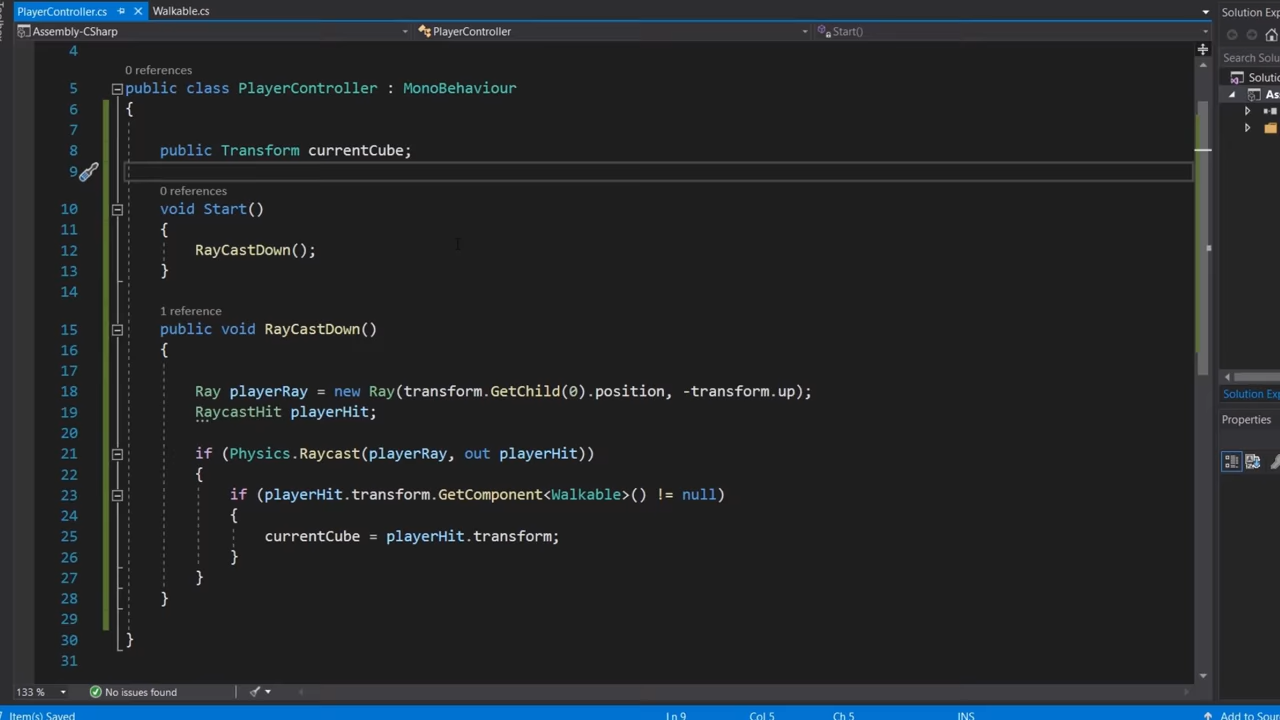 PlayerController.cs
Walkable.cs
Solution Exp
Assembly-CSharp
PlayerController
Start()
4
0 references
5 public class PlayerController : MonoBehaviour
6 {
7
8 public Transform currentCube;
9
0 references
10 void Start()
11 {
12 RayCastDown();
13 }
14
1 reference
15 public void RayCastDown()
16 {
17
18 Ray playerRay = new Ray(transform.GetChild(0).position, -transform.up);
19 RaycastHit playerHit;
20
21 if (Physics.Raycast(playerRay, out playerHit))
22 {
23 if (playerHit.transform.GetComponent<Walkable>() != null)
24 {
25 currentCube = playerHit.transform;
26 }
27 }
28 }
29
30 }
31
Search Solu
Soluti
As
Solution Exp
Properties
133 %
No issues found
Item(s) Saved
Ln 9
Col 5
Ch 5
INS
Add to Sour